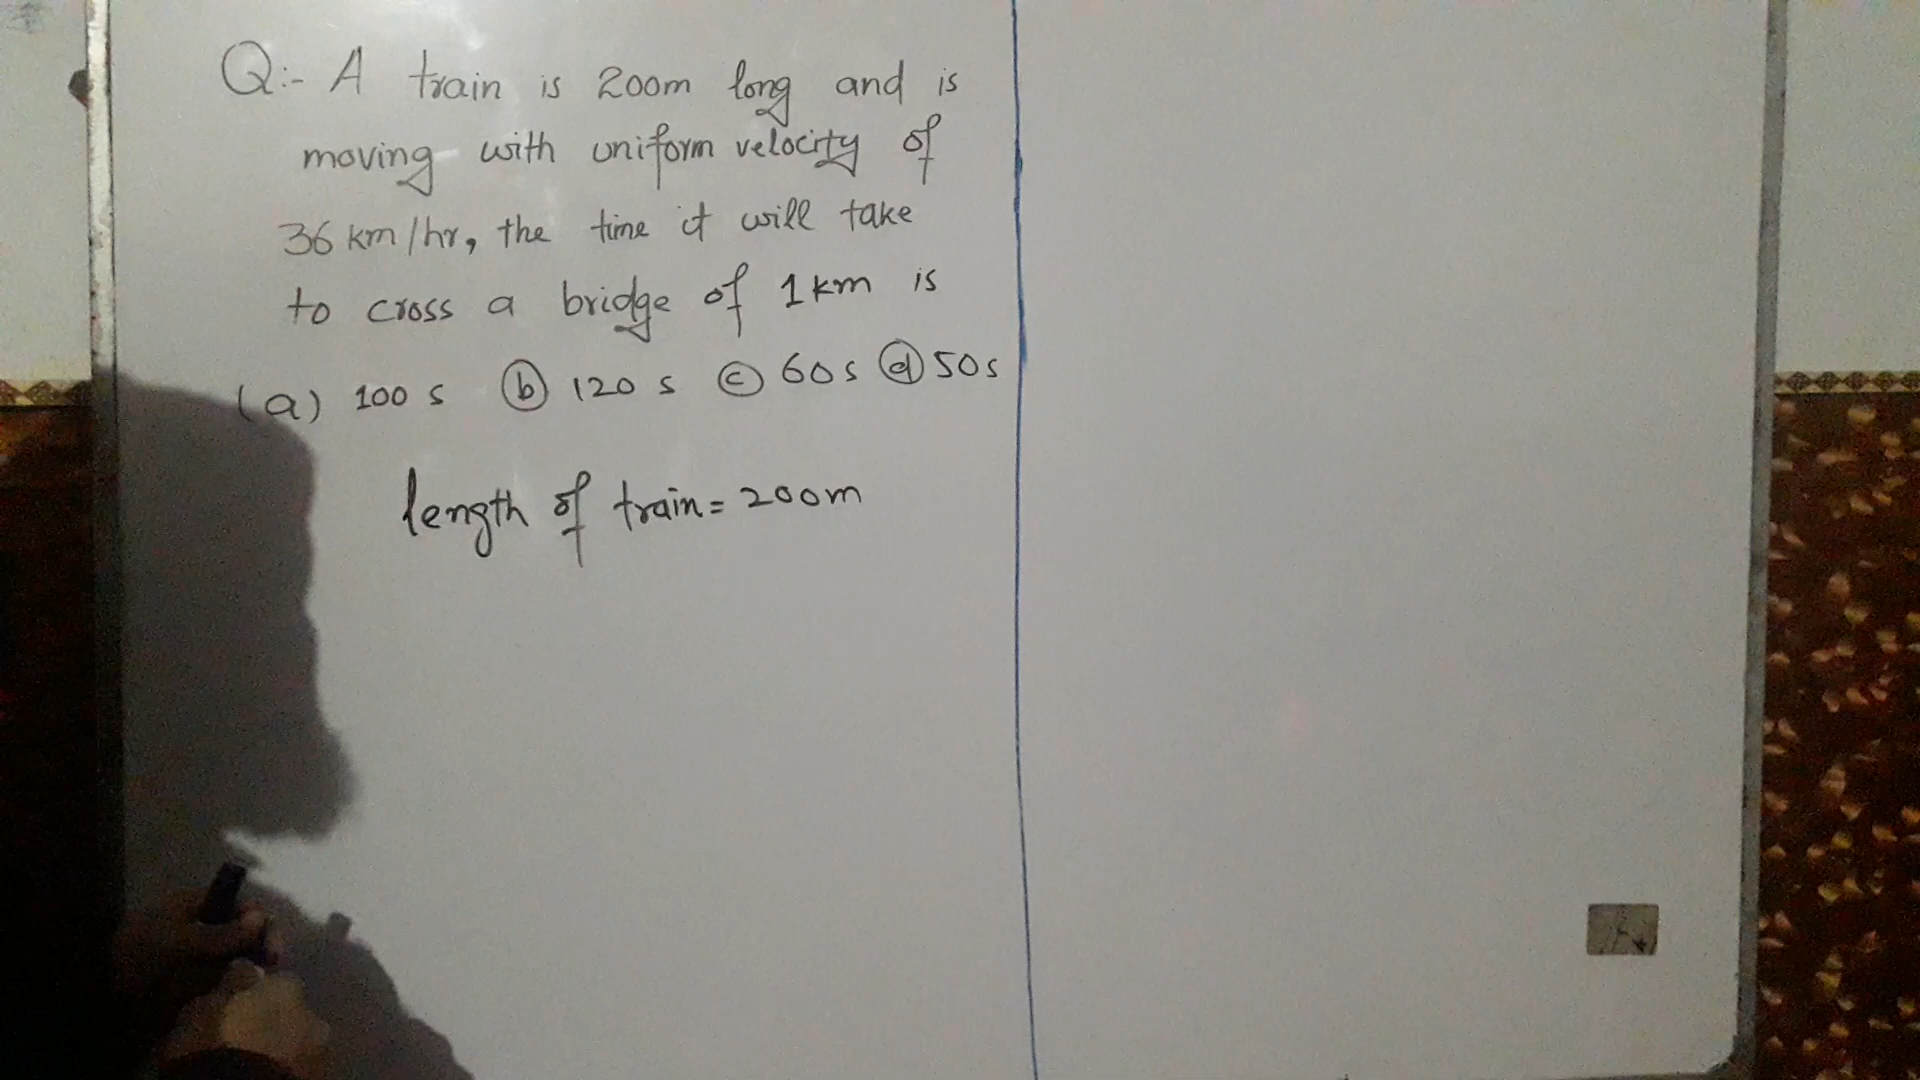 Q:- A train is 200m long and is
moving with uniform velocity of
36 km/hr, the time it will take
to cross a bridge of 1km is
(a) 100 s (b) 120 s (c) 60s (d) 50s
length of train = 200m